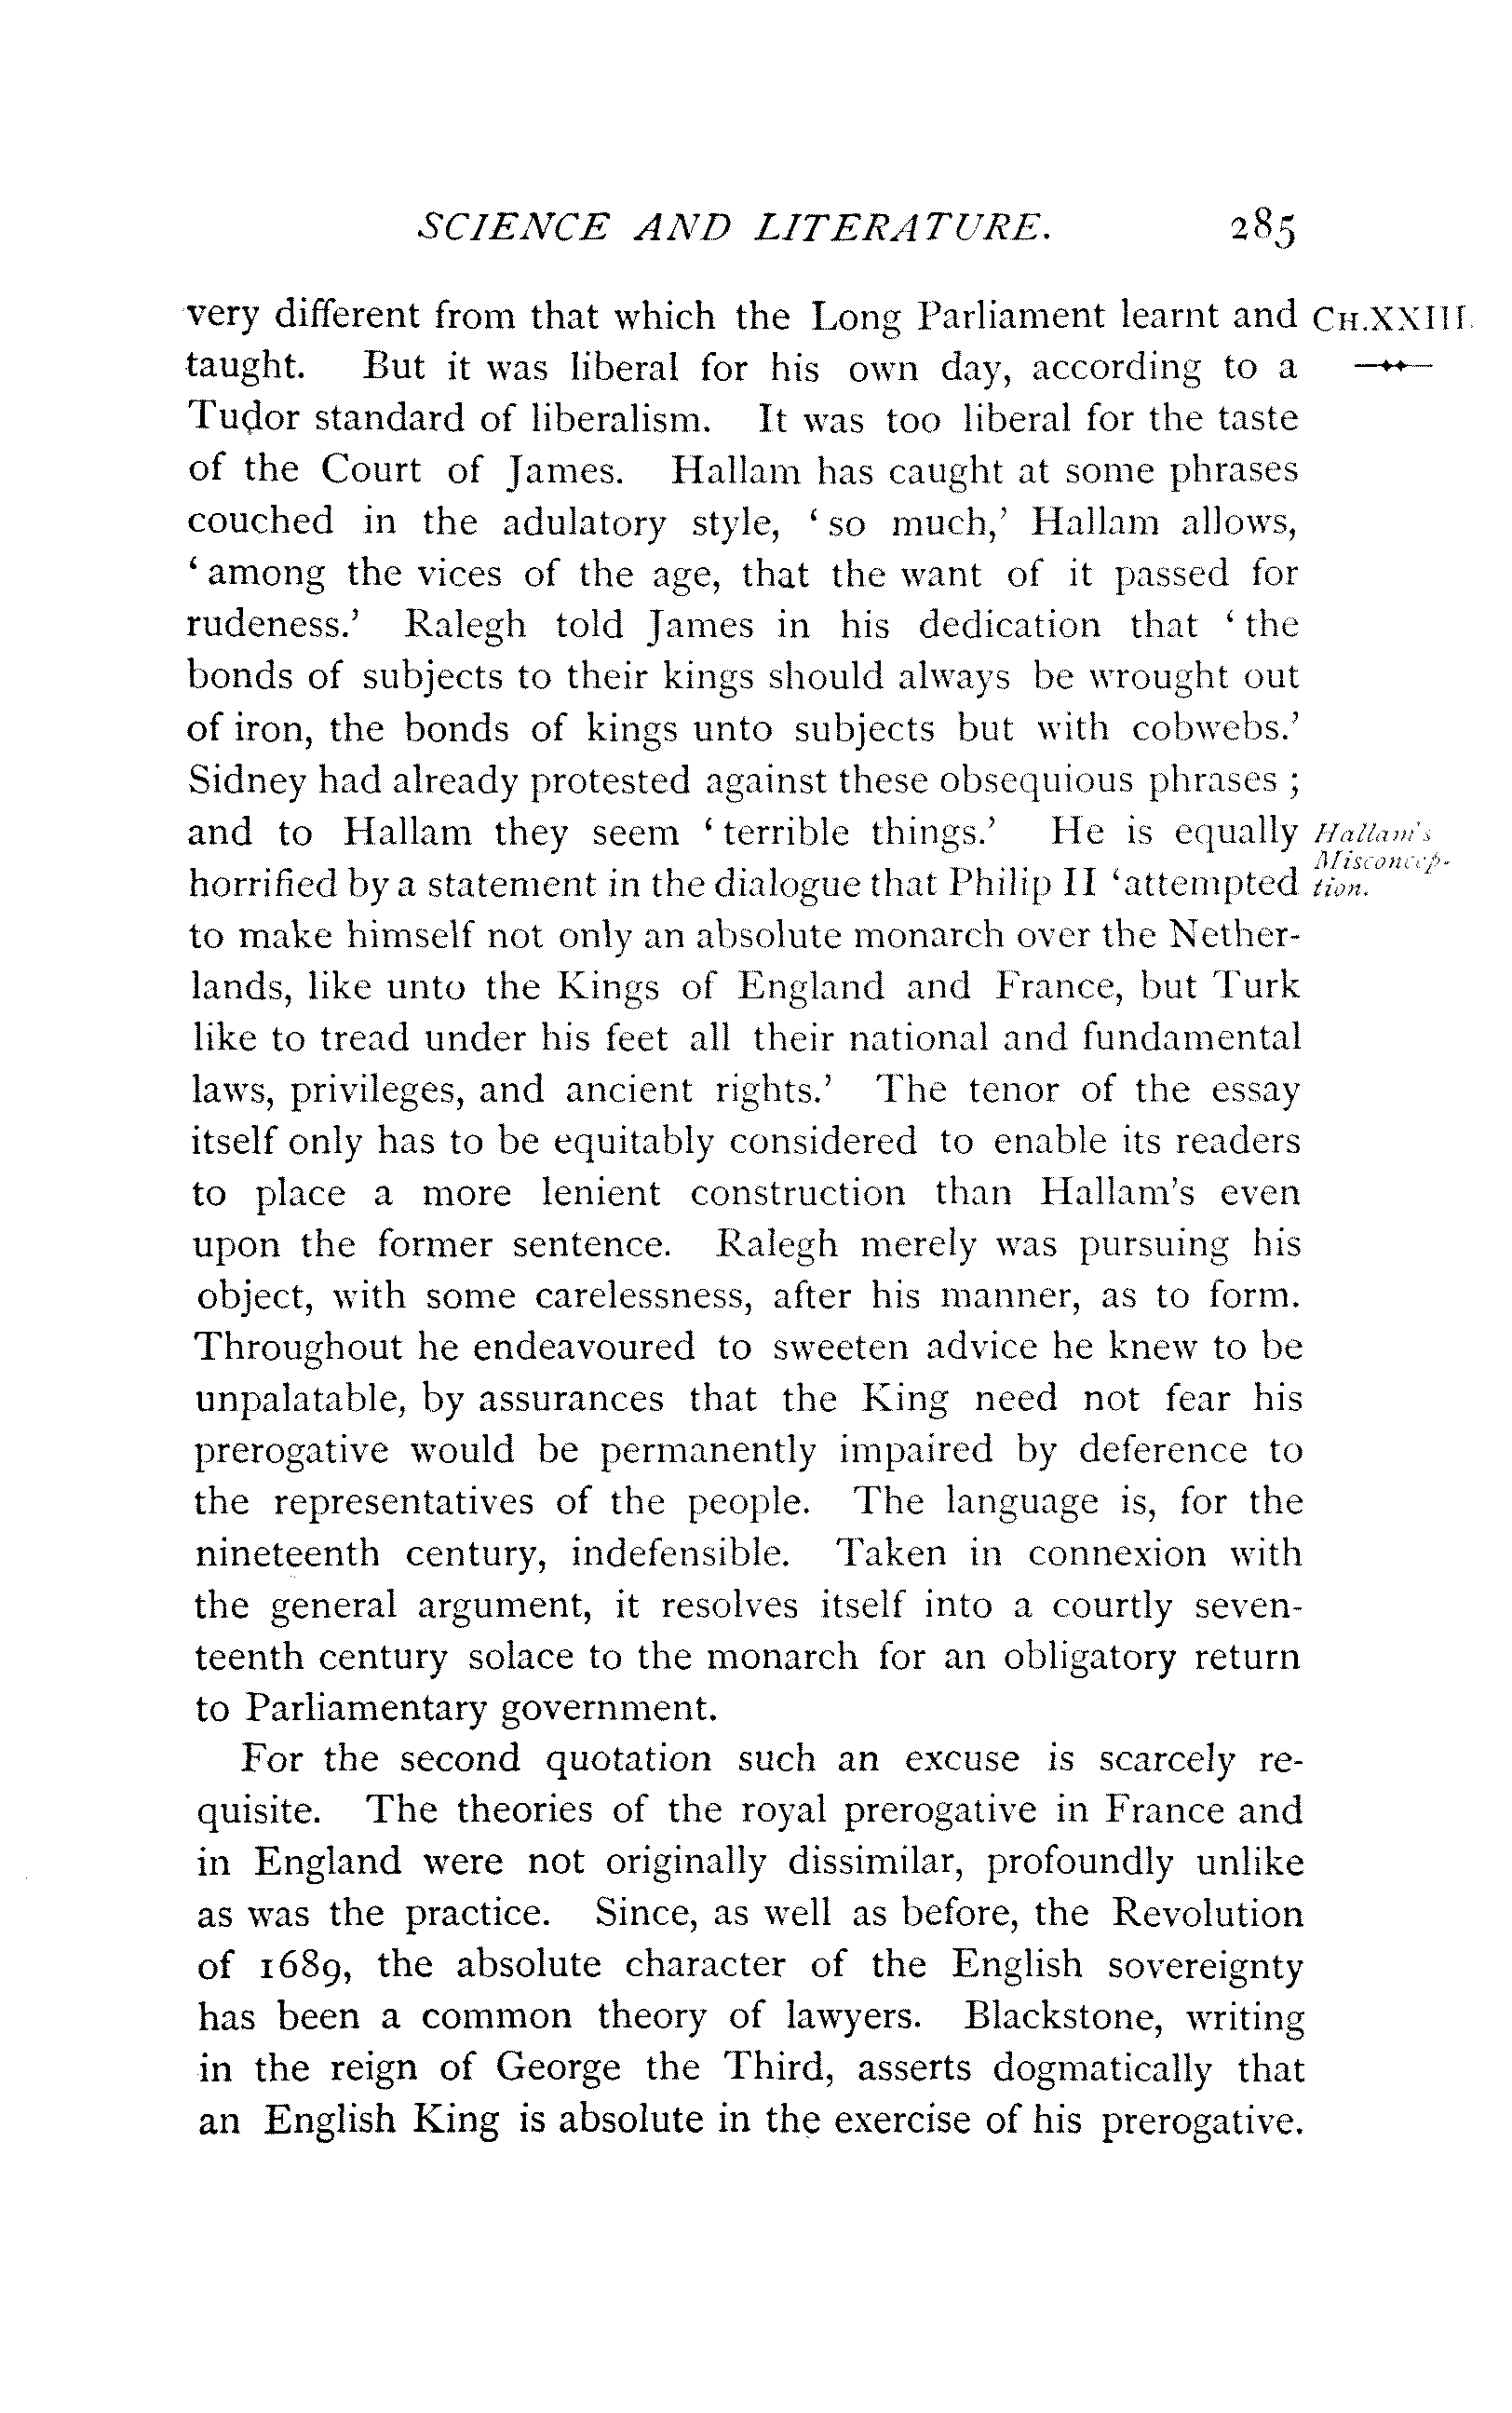 SCIENCE AND LITERATURE. 285
very different from that which the Long Parliament learnt and CH.XXIII.
taught. But it was liberal for his own day, according to a
Tudor standard of liberalism. It was too liberal for the taste
of the Court of James. Hallam has caught at some phrases
couched in the adulatory style, ‘so much,’ Hallam allows,
‘among the vices of the age, that the want of it passed for
rudeness.’ Ralegh told James in his dedication that ‘the
bonds of subjects to their kings should always be wrought out
of iron, the bonds of kings unto subjects but with cobwebs.’
Sidney had already protested against these obsequious phrases ;
and to Hallam they seem ‘terrible things.’ He is equally
Hallam's
Misconcep-
tion.
horrified by a statement in the dialogue that Philip II ‘attempted
to make himself not only an absolute monarch over the Nether-
lands, like unto the Kings of England and France, but Turk
like to tread under his feet all their national and fundamental
laws, privileges, and ancient rights.’ The tenor of the essay
itself only has to be equitably considered to enable its readers
to place a more lenient construction than Hallam's even
upon the former sentence. Ralegh merely was pursuing his
object, with some carelessness, after his manner, as to form.
Throughout he endeavoured to sweeten advice he knew to be
unpalatable, by assurances that the King need not fear his
prerogative would be permanently impaired by deference to
the representatives of the people. The language is, for the
nineteenth century, indefensible. Taken in connexion with
the general argument, it resolves itself into a courtly seven-
teenth century solace to the monarch for an obligatory return
to Parliamentary government.
For the second quotation such an excuse is scarcely re-
quisite. The theories of the royal prerogative in France and
in England were not originally dissimilar, profoundly unlike
as was the practice. Since, as well as before, the Revolution
of 1689, the absolute character of the English sovereignty
has been a common theory of lawyers. Blackstone, writing
in the reign of George the Third, asserts dogmatically that
an English King is absolute in the exercise of his prerogative.